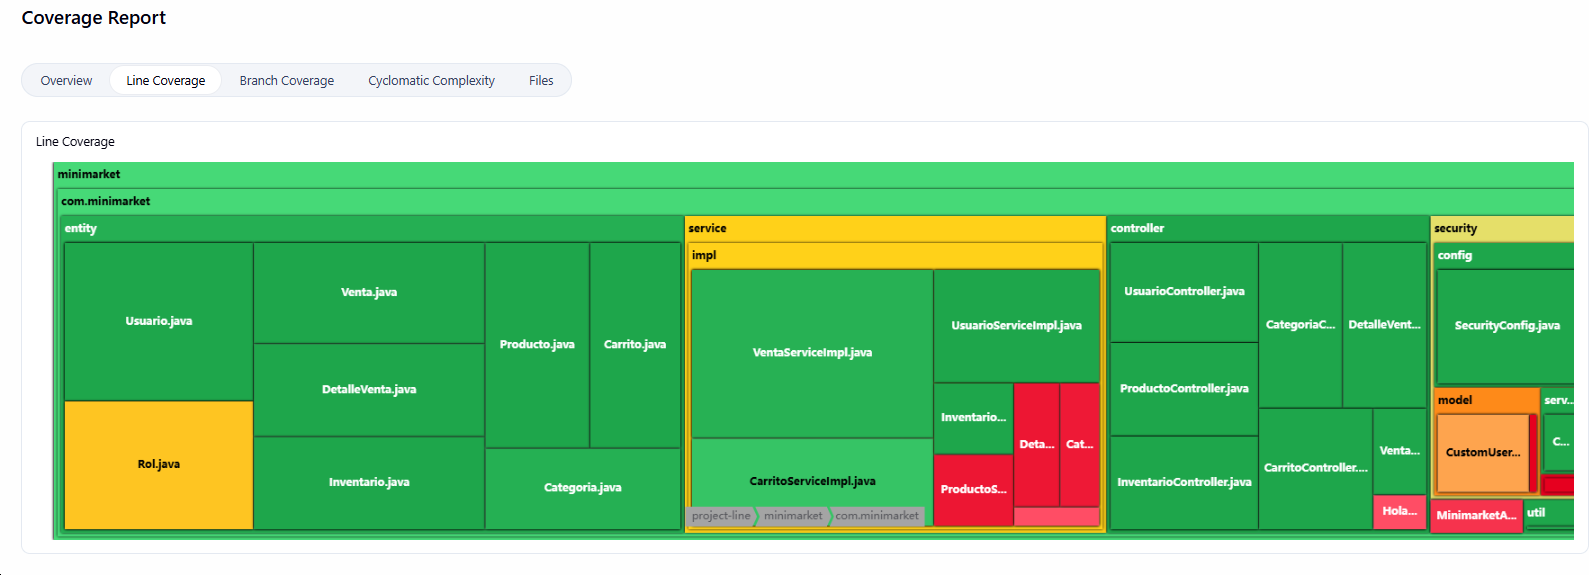 Coverage Report
Overview
Line Coverage
Branch Coverage
Cyclomatic Complexity
Files
Line Coverage
minimarket
com.minimarket
entity
Usuario.java
Rol.java
Venta.java
DetalleVenta.java
Inventario.java
Producto.java
Carrito.java
Categoria.java
service
impl
VentaServiceImpl.java
CarritoServiceImpl.java
UsuarioServiceImpl.java
Inventario...
ProductoS...
Deta...
Cat...
project-line
minimarket
com.minimarket
controller
UsuarioController.java
ProductoController.java
InventarioController.java
CategoriaC...
DetalleVent...
CarritoController....
Venta...
Hola...
security
config
SecurityConfig.java
model
CustomUser...
serv...
C...
MinimarketA...
util